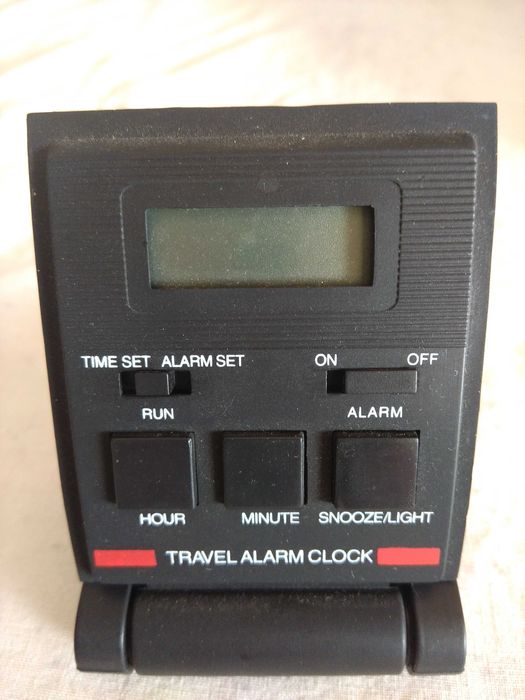 TIME SET ALARM SET ON OFF
RUN ALARM
HOUR MINUTE SNOOZE/LIGHT
TRAVEL ALARM CLOCK